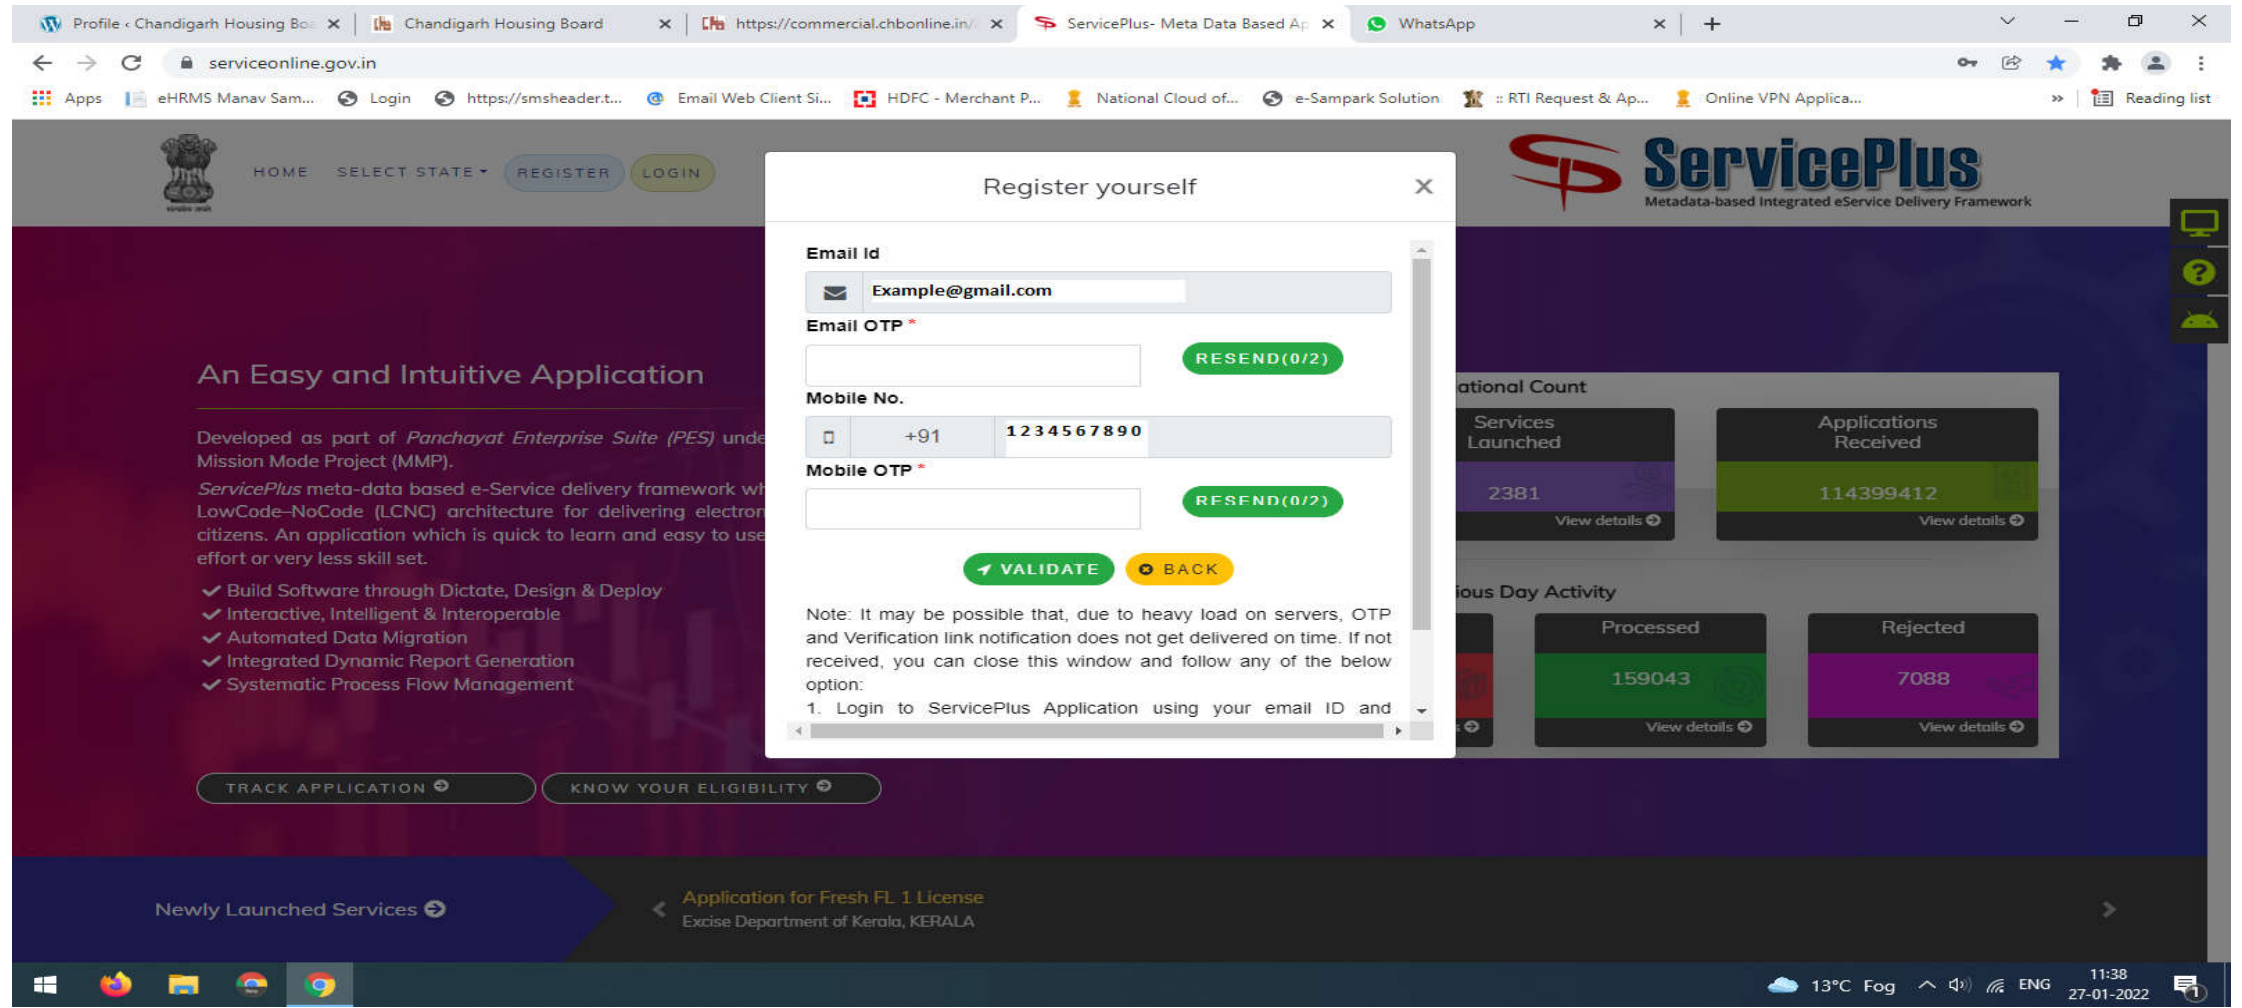 Profile ‹ Chandigarh Housing Boa
Chandigarh Housing Board
https://commercial.chbonline.in/
ServicePlus- Meta Data Based Ap
WhatsApp
serviceonline.gov.in
Apps
eHRMS Manav Sam...
Login
https://smsheader.t...
Email Web Client Si...
HDFC - Merchant P...
National Cloud of...
e-Sampark Solution
:: RTI Request & Ap...
Online VPN Applica...
»
Reading list
HOME
SELECT STATE
REGISTER
LOGIN
ServicePlus
Metadata-based Integrated eService Delivery Framework
Register yourself
Email Id
Example@gmail.com
Email OTP *
RESEND(0/2)
Mobile No.
+91
1234567890
Mobile OTP *
RESEND(0/2)
VALIDATE
BACK
Note: It may be possible that, due to heavy load on servers, OTP
and Verification link notification does not get delivered on time. If not
received, you can close this window and follow any of the below
option:
1. Login to ServicePlus Application using your email ID and
An Easy and Intuitive Application
Developed as part of Panchayat Enterprise Suite (PES) unde
Mission Mode Project (MMP).
ServicePlus meta-data based e-Service delivery framework wh
LowCode–NoCode (LCNC) architecture for delivering electron
citizens. An application which is quick to learn and easy to use
effort or very less skill set.
Build Software through Dictate, Design & Deploy
Interactive, Intelligent & Interoperable
Automated Data Migration
Integrated Dynamic Report Generation
Systematic Process Flow Management
ational Count
Services
Launched
2381
View details
Applications
Received
114399412
View details
ious Day Activity
Processed
159043
View details
Rejected
7088
View details
TRACK APPLICATION
KNOW YOUR ELIGIBILITY
Newly Launched Services
Application for Fresh FL 1 License
Excise Department of Kerala, KERALA
13°C Fog
ENG
11:38
27-01-2022
1